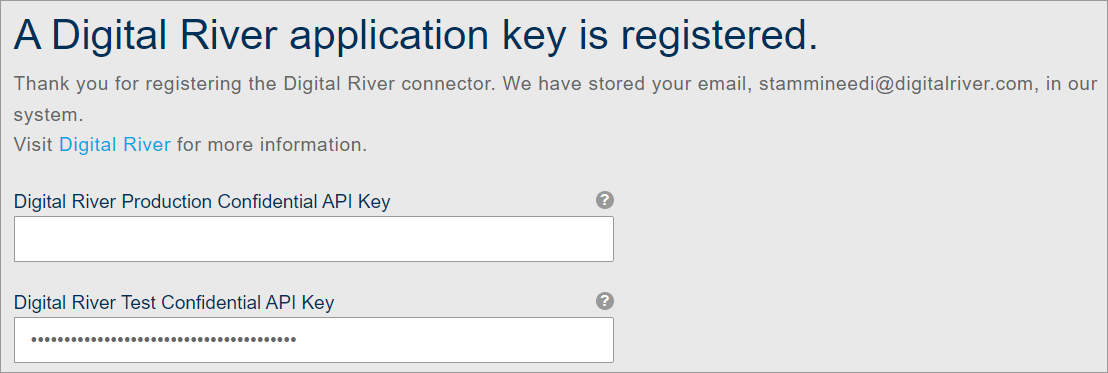 A Digital River application key is registered.
Thank you for registering the Digital River connector. We have stored your email, stammineedi@digitalriver.com, in our
system.
Visit Digital River for more information.
Digital River Production Confidential API Key ?
Digital River Test Confidential API Key ?
••••••••••••••••••••••••••••••••••••••••